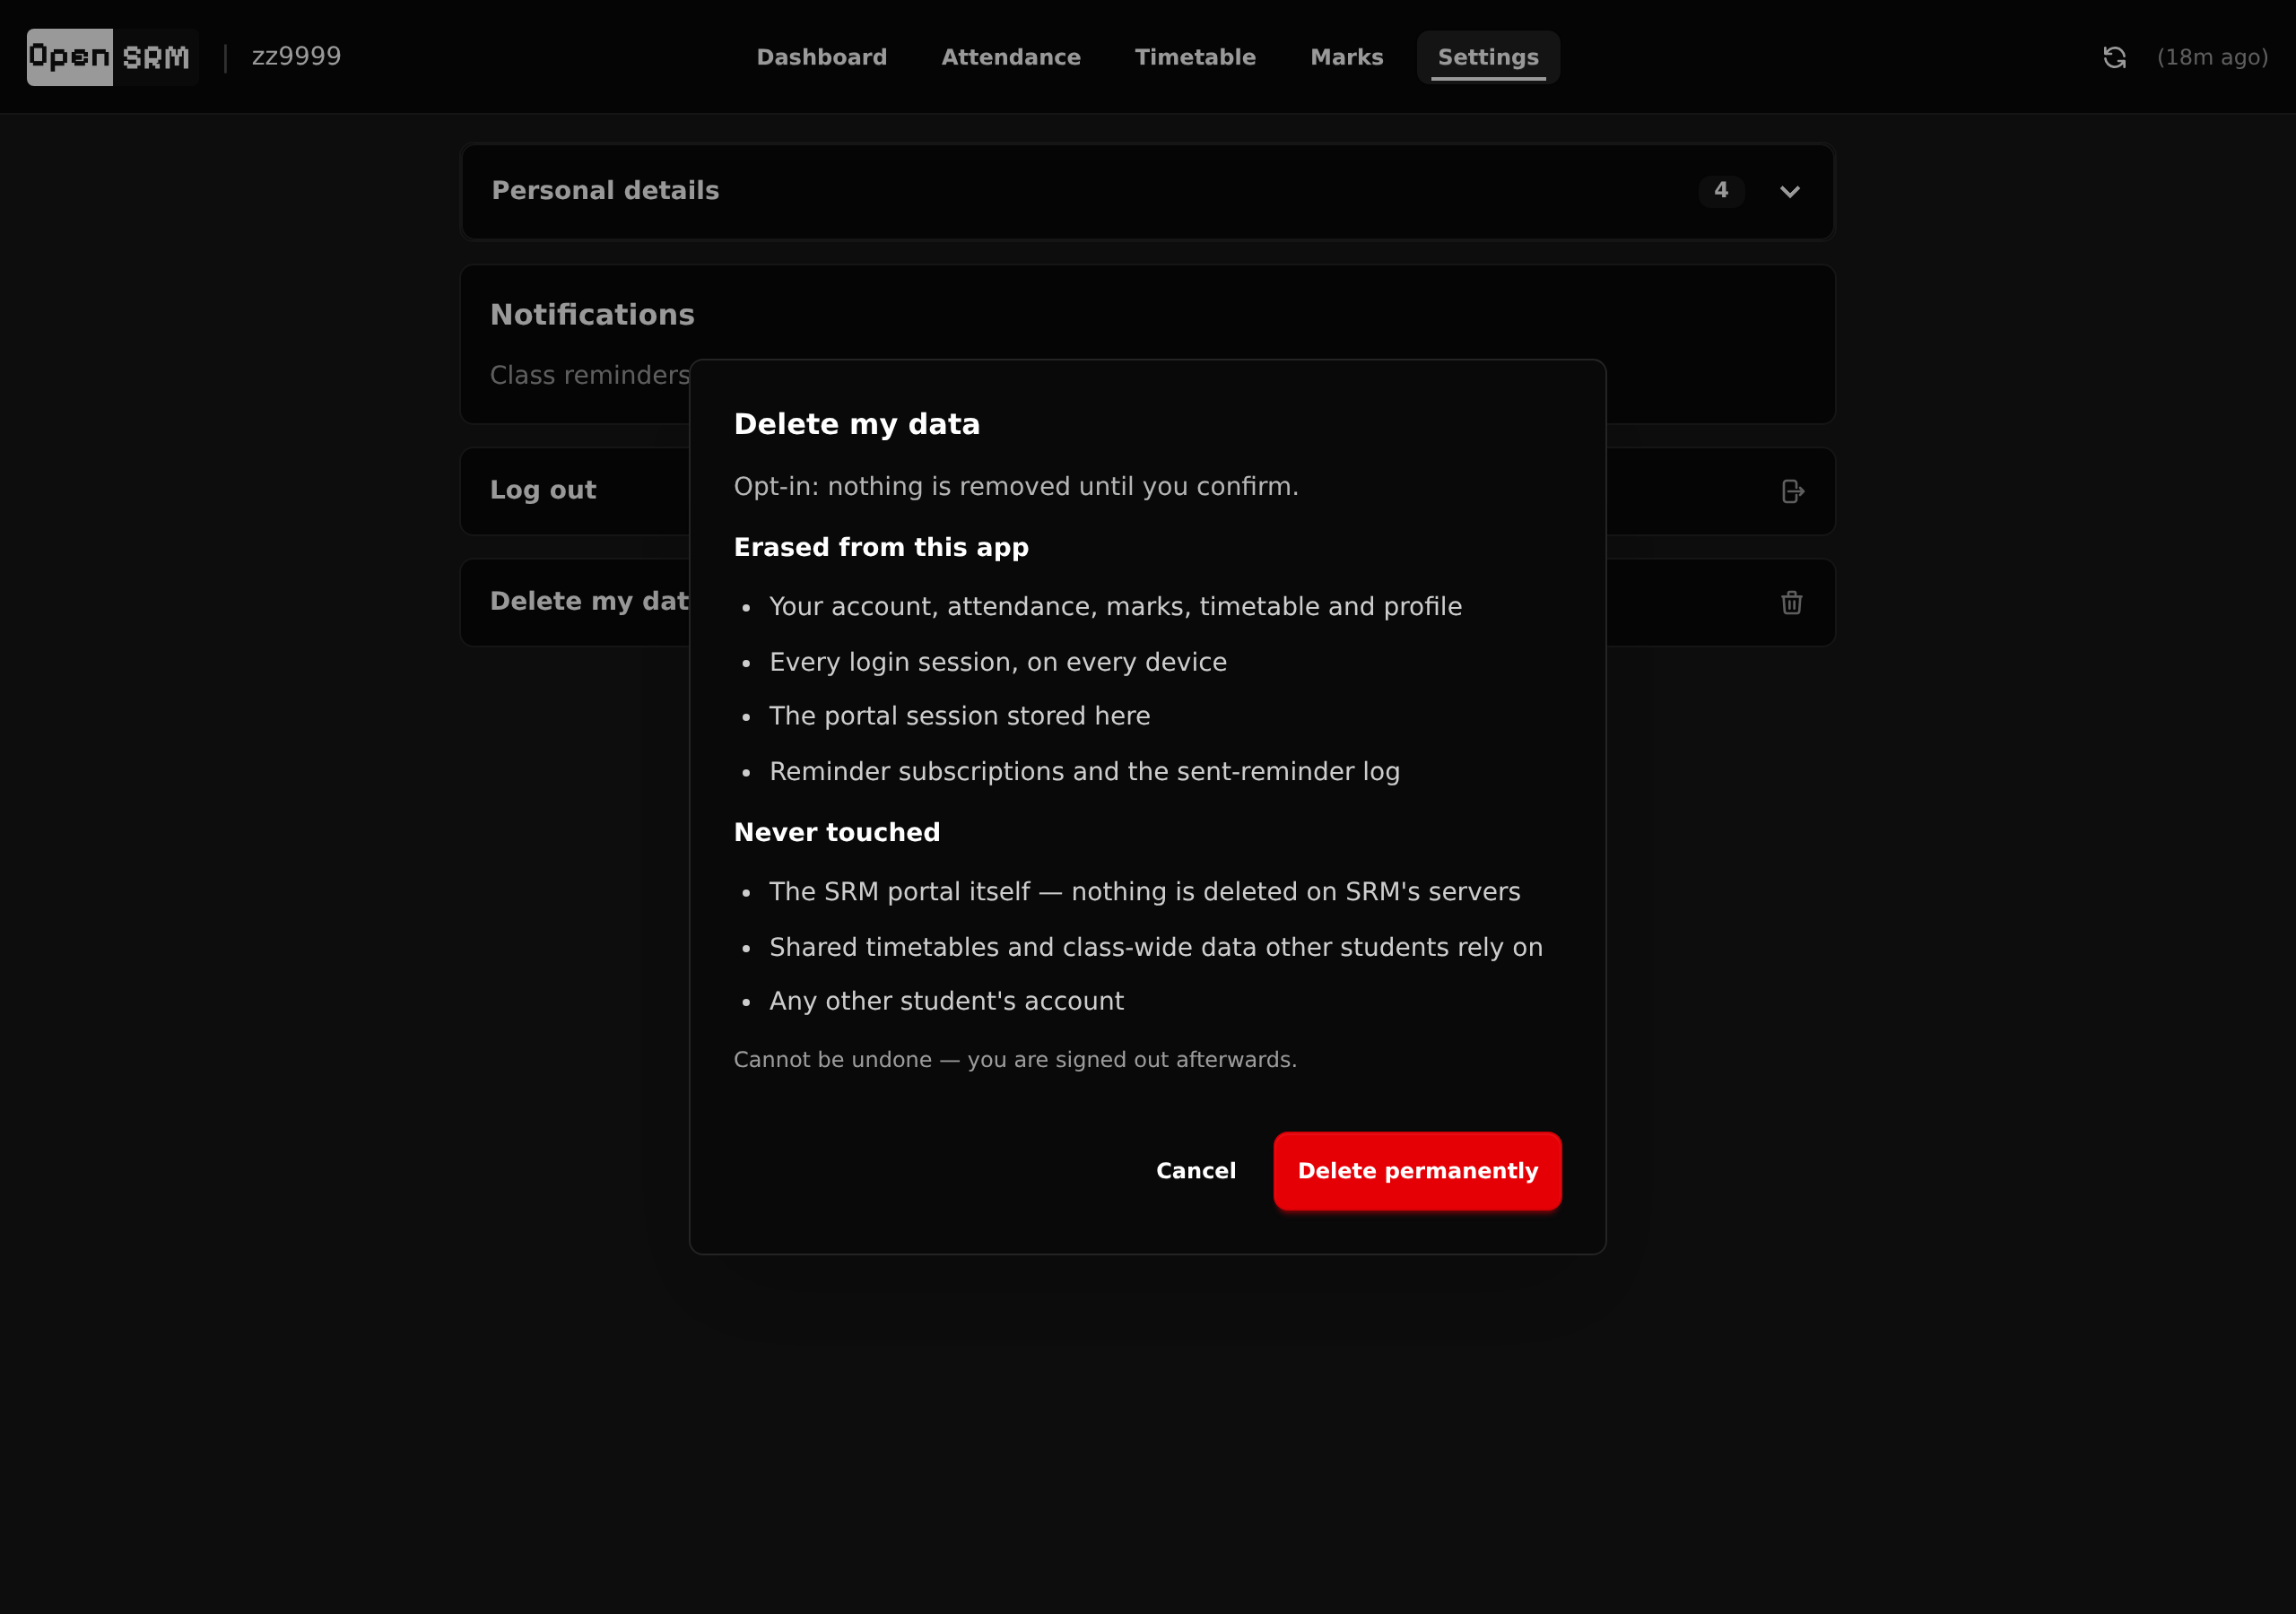 Open SRM | zz9999 Dashboard Attendance Timetable Marks Settings (18m ago)
Personal details 4
Notifications
Class reminders
Delete my data
Opt-in: nothing is removed until you confirm.
Log out
Erased from this app
Delete my dat
• Your account, attendance, marks, timetable and profile
• Every login session, on every device
• The portal session stored here
• Reminder subscriptions and the sent-reminder log
Never touched
• The SRM portal itself — nothing is deleted on SRM's servers
• Shared timetables and class-wide data other students rely on
• Any other student's account
Cannot be undone — you are signed out afterwards.
Cancel Delete permanently